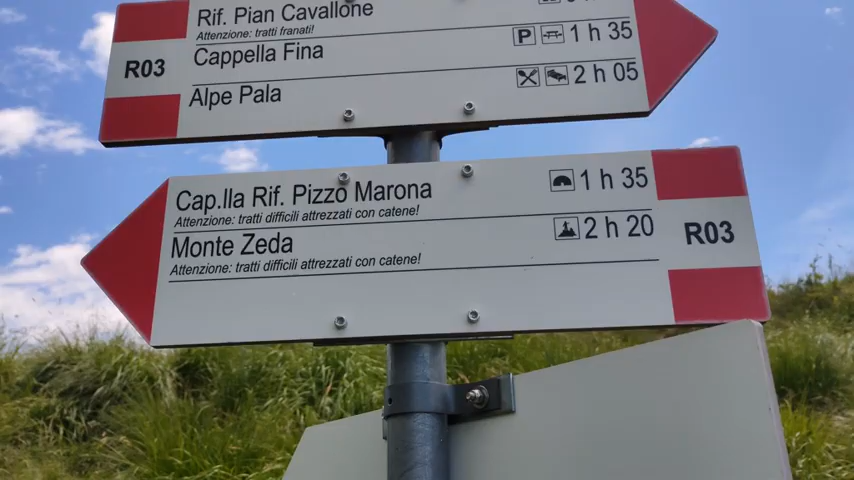 Rif. Pian Cavallone
Attenzione: tratti franati!
Cappella Fina P 1 h 35
Alpe Pala 2 h 05
R03
Cap.lla Rif. Pizzo Marona 1 h 35
Attenzione: tratti difficili attrezzati con catene!
Monte Zeda 2 h 20
Attenzione: tratti difficili attrezzati con catene!
R03